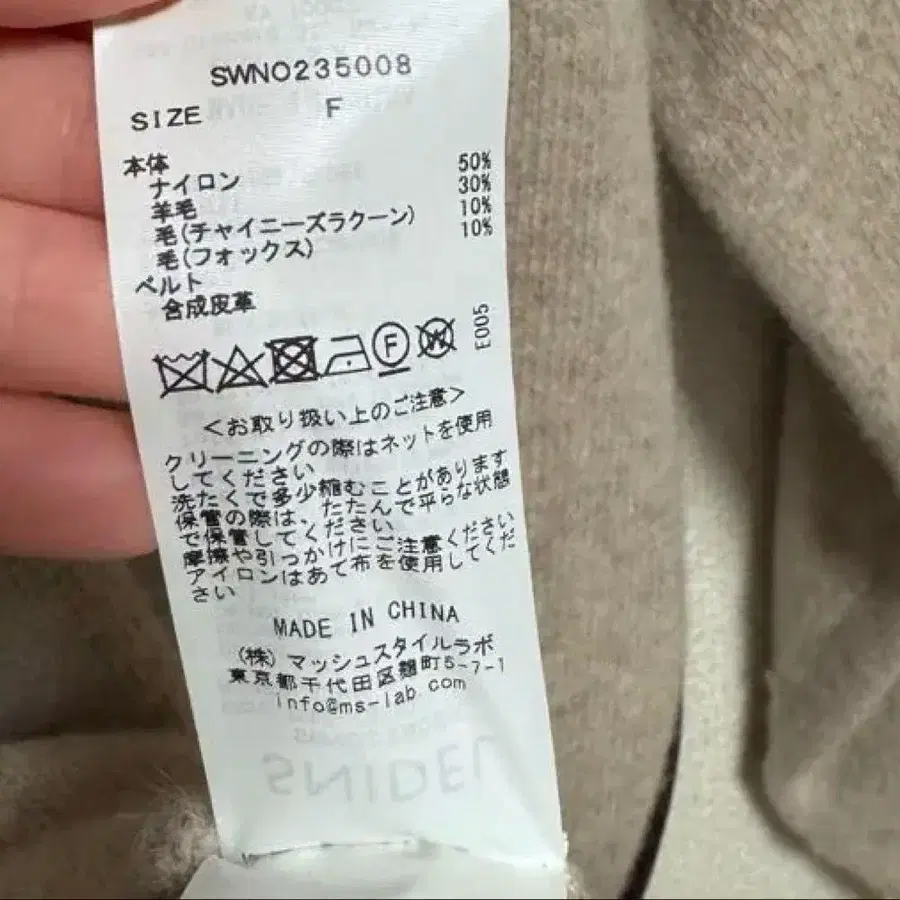 SWNO235008
SIZE F
本体
ナイロン 50%
羊毛 30%
毛(チャイニーズラクーン) 10%
毛(フォックス) 10%
ベルト
合成皮革
F
W
E005
<お取り扱い上のご注意>
クリーニングの際はネットを使用
してください
洗たくで多少縮むことがあります
保管の際は、たたんで平らな状態
で保管してください
摩擦や引っかけにご注意ください
アイロンはあて布を使用してくだ
さい
MADE IN CHINA
(株) マッシュスタイルラボ
東京都千代田区麹町5-7-1
info@ms-lab.com
SNIDEL